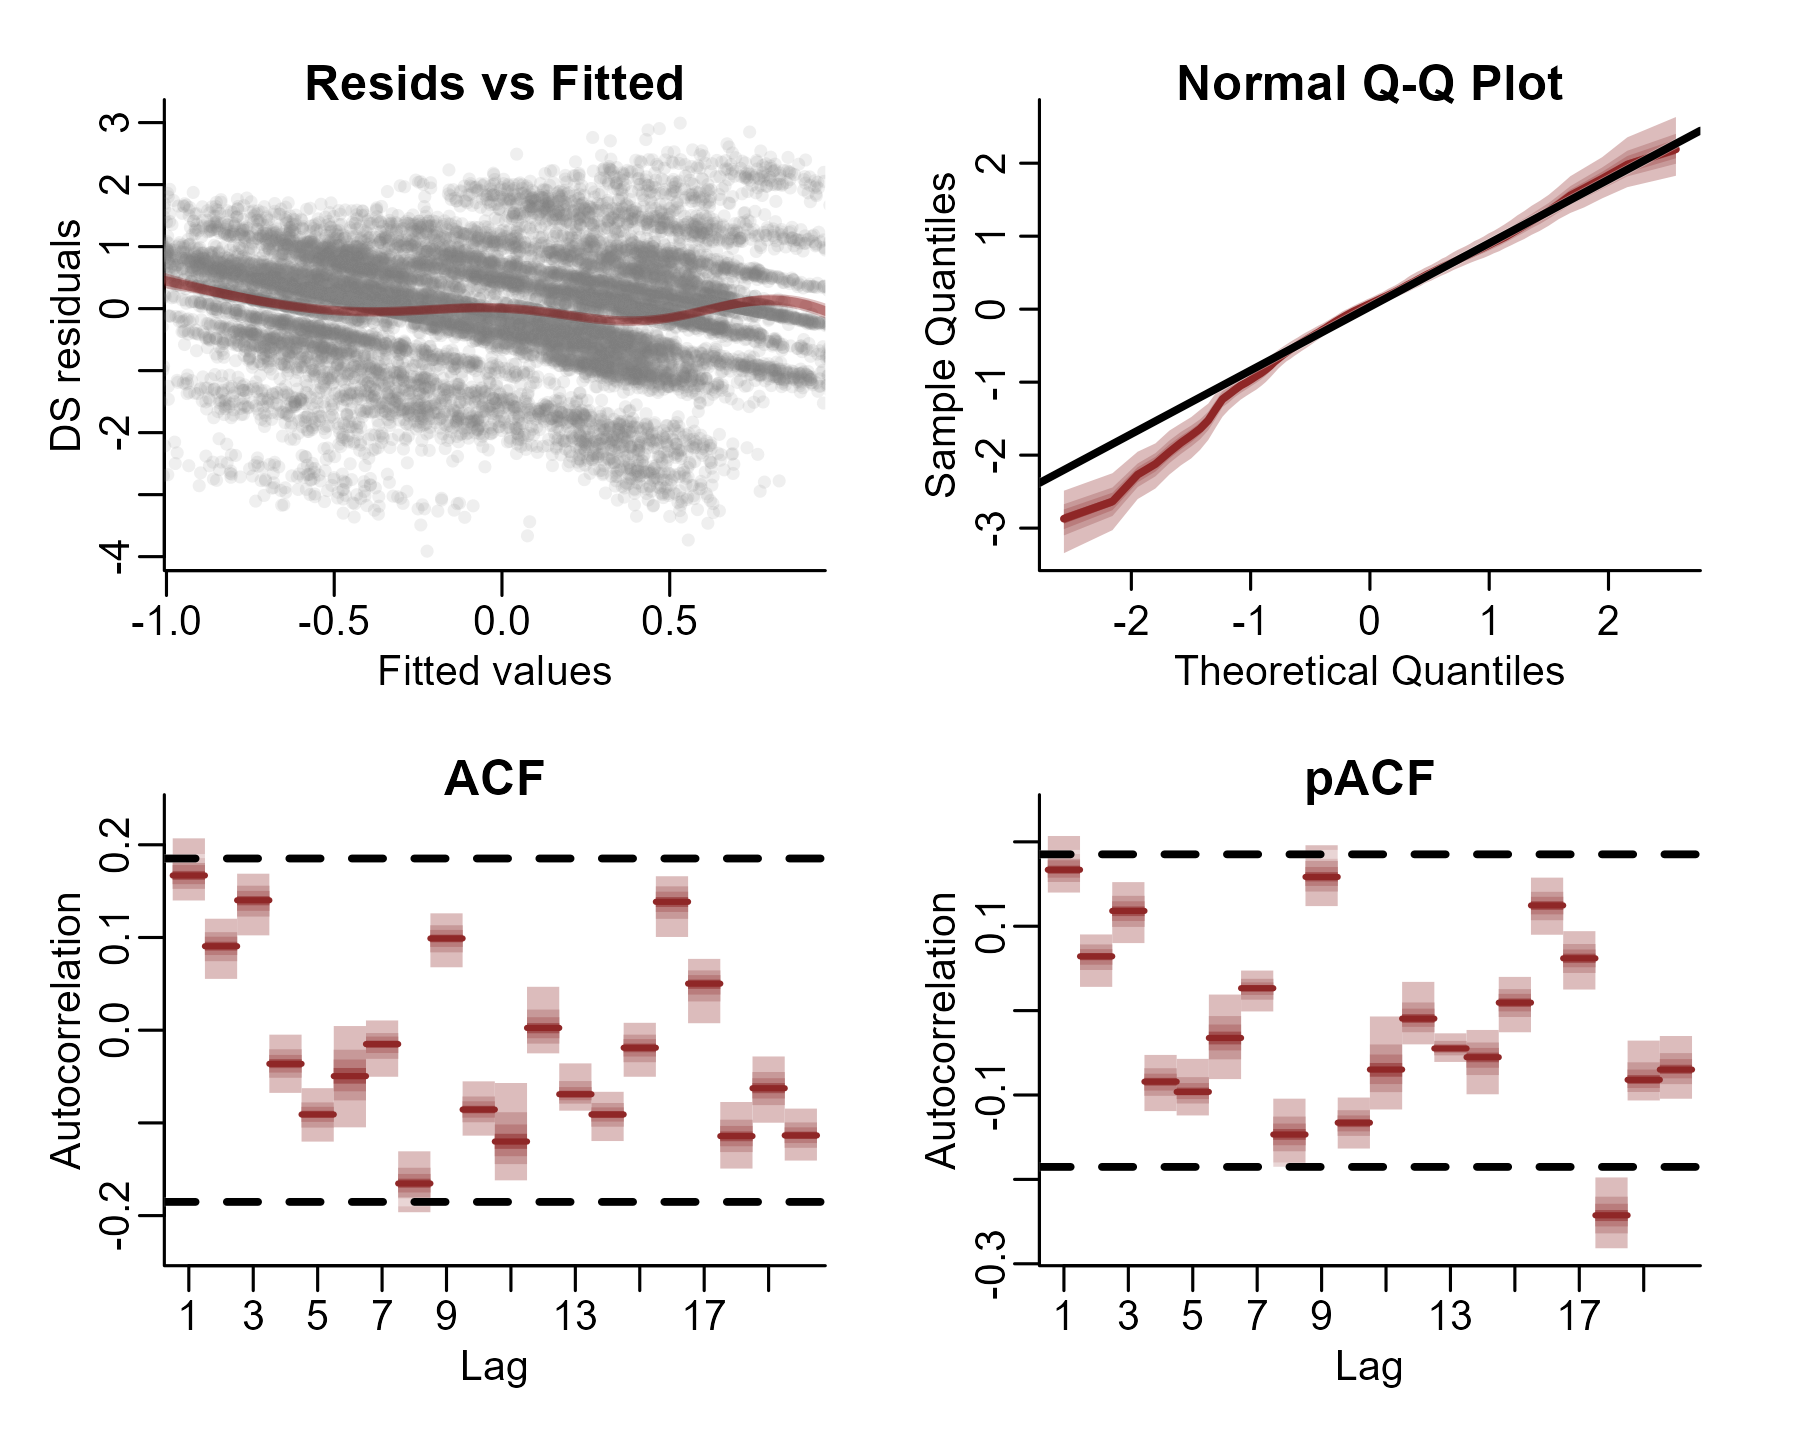 Resids vs Fitted
DS residuals
3
2
1
0
-2
-4
-1.0 -0.5 0.0 0.5
Fitted values
Normal Q-Q Plot
Sample Quantiles
2
1
0
-1
-2
-3
-2 -1 0 1 2
Theoretical Quantiles
ACF
Autocorrelation
0.2
0.1
0.0
-0.2
1 3 5 7 9 13 17
Lag
pACF
Autocorrelation
0.1
-0.1
-0.3
1 3 5 7 9 13 17
Lag